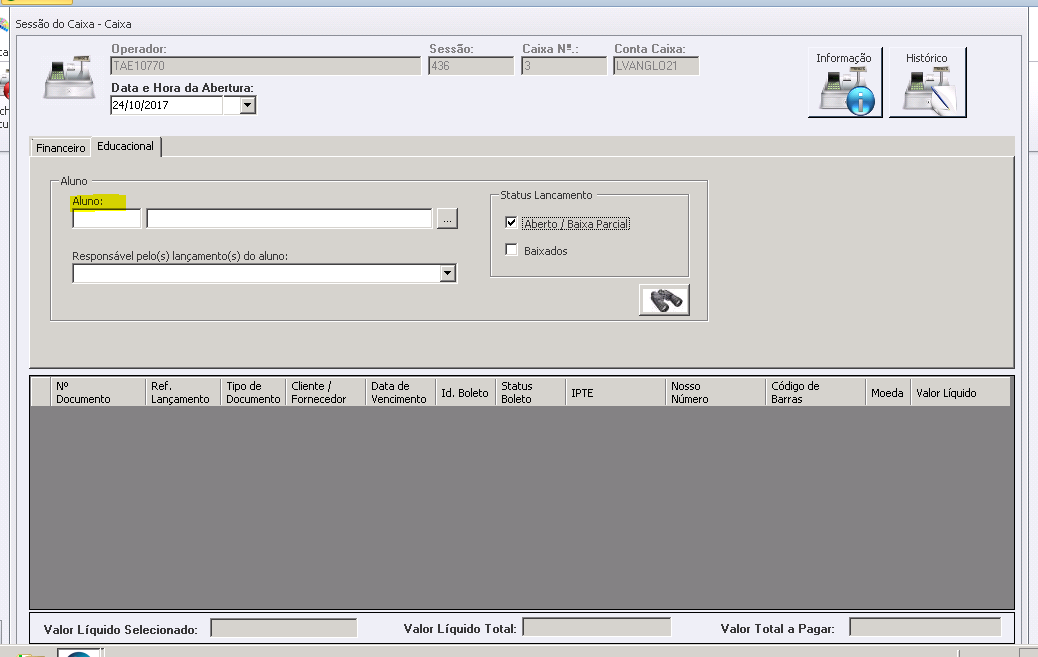 Sessão do Caixa - Caixa
Operador: Sessão: Caixa Nº.: Conta Caixa:
TAE10770 436 3 LVANGLO21
Data e Hora da Abertura:
24/10/2017
Informação Histórico
Financeiro Educacional
Aluno
Aluno:
...
Responsável pelo(s) lançamento(s) do aluno:
Status Lancamento
Aberto / Baixa Parcial
Baixados
Nº Documento
Ref. Lançamento
Tipo de Documento
Cliente / Fornecedor
Data de Vencimento
Id. Boleto
Status Boleto
IPTE
Nosso Número
Código de Barras
Moeda
Valor Líquido
Valor Líquido Selecionado: Valor Líquido Total: Valor Total a Pagar: